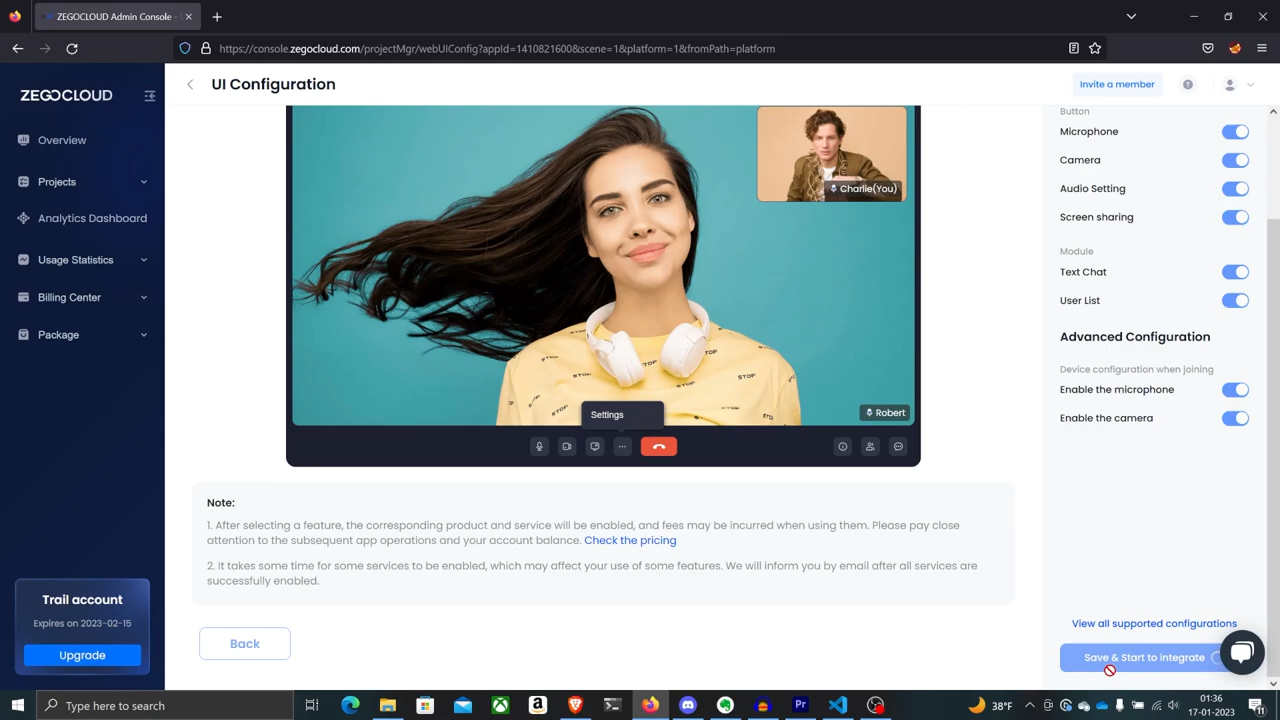 ZEGOCLOUD Admin Console -
https://console.zegocloud.com/projectMgr/webUIConfig?appId=1410821600&scene=1&platform=1&fromPath=platform
ZEGOCLOUD
UI Configuration
Invite a member
Overview
Projects
Analytics Dashboard
Usage Statistics
Billing Center
Package
Trail account
Expires on 2023-02-15
Upgrade
Charlie(You)
STOP
STOP
STOP
STOP
Robert
Settings
Note:
1. After selecting a feature, the corresponding product and service will be enabled, and fees may be incurred when using them. Please pay close
attention to the subsequent app operations and your account balance. Check the pricing
2. It takes some time for some services to be enabled, which may affect your use of some features. We will inform you by email after all services are
successfully enabled.
Back
Button
Microphone
Camera
Audio Setting
Screen sharing
Module
Text Chat
User List
Advanced Configuration
Device configuration when joining
Enable the microphone
Enable the camera
View all supported configurations
Save & Start to integrate
Type here to search
38°F
01:36
17-01-2023